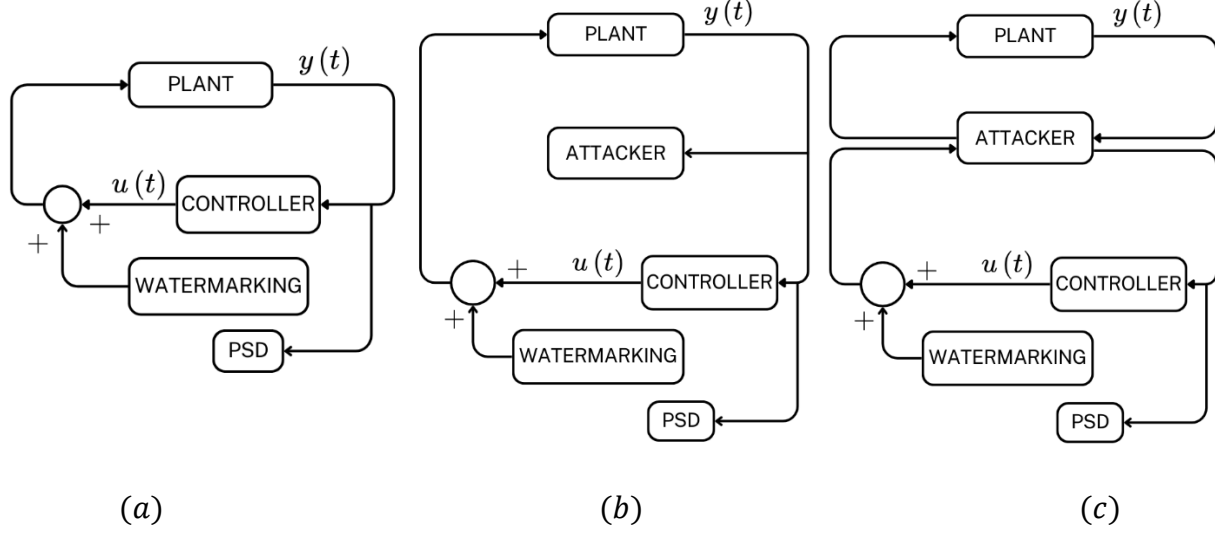 PLANT
y(t)
u(t)
CONTROLLER
+
+
WATERMARKING
PSD
(a)
PLANT
y(t)
ATTACKER
u(t)
CONTROLLER
+
+
WATERMARKING
PSD
(b)
PLANT
y(t)
ATTACKER
u(t)
CONTROLLER
+
+
WATERMARKING
PSD
(c)